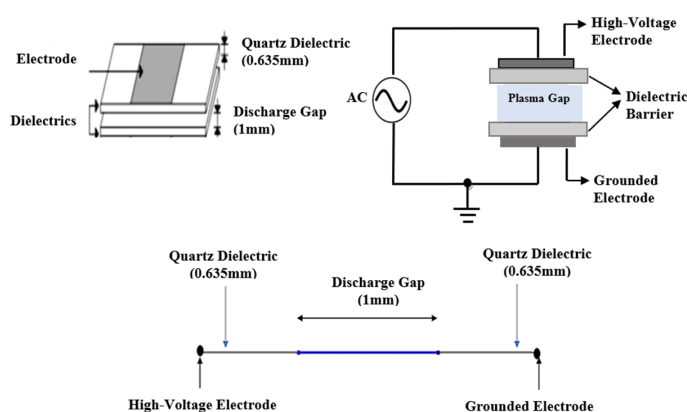 Electrode
Dielectrics
Quartz Dielectric
(0.635mm)
Discharge Gap
(1mm)
AC
High-Voltage
Electrode
Plasma Gap
Dielectric
Barrier
Grounded
Electrode
Quartz Dielectric
(0.635mm)
Discharge Gap
(1mm)
Quartz Dielectric
(0.635mm)
High-Voltage Electrode
Grounded Electrode